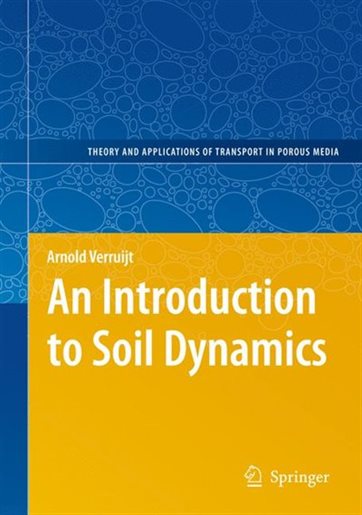 THEORY AND APPLICATIONS OF TRANSPORT IN POROUS MEDIA
Arnold Verruijt
An Introduction
to Soil Dynamics
Springer